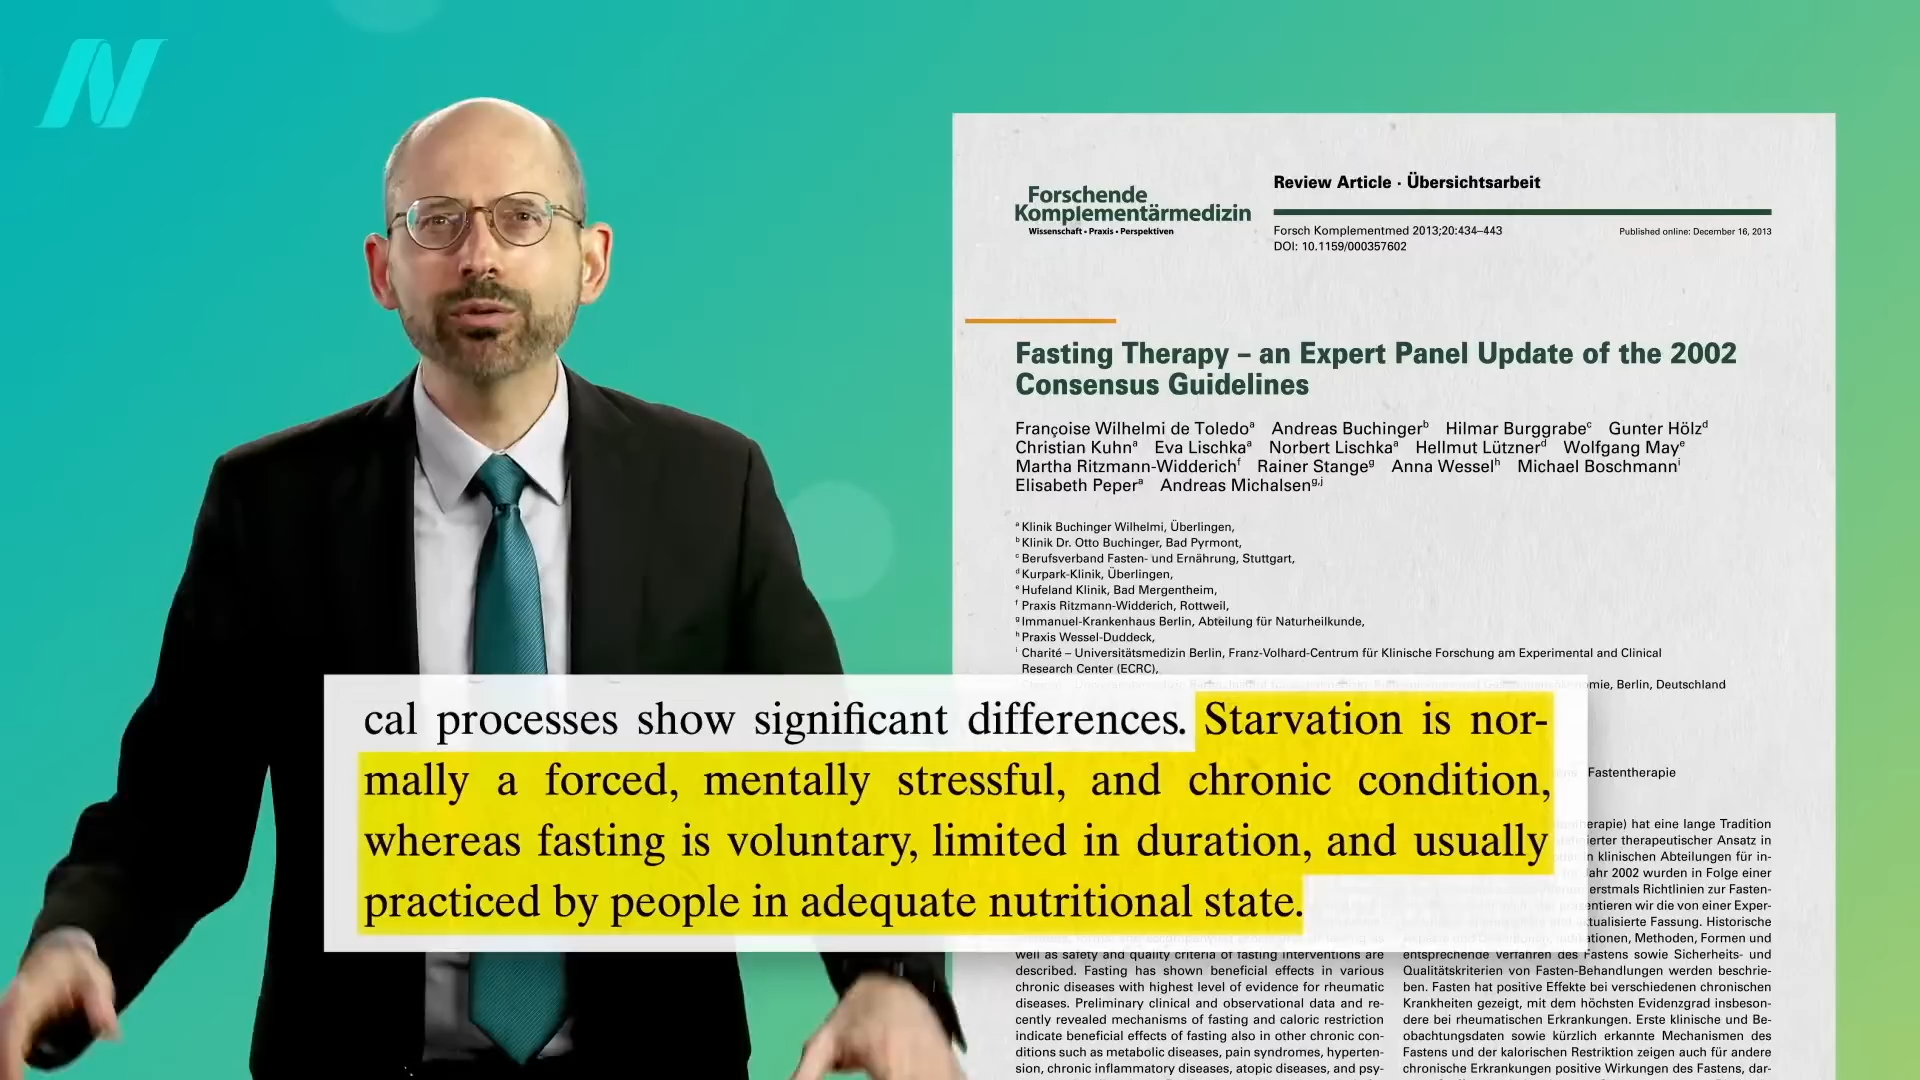 Forschende
Komplementärmedizin
Wissenschaft • Praxis • Perspektiven
Review Article · Übersichtsarbeit
Forsch Komplementmed 2013;20:434–443
Published online: December 16, 2013
DOI: 10.1159/000357602
Fasting Therapy – an Expert Panel Update of the 2002
Consensus Guidelines
Françoise Wilhelmi de Toledoᵃ Andreas Buchingerᵇ Hilmar Burggrabeᶜ Gunter Hölzᵈ
Christian Kuhnᵃ Eva Lischkaᵃ Norbert Lischkaᵃ Hellmut Lütznerᵈ Wolfgang Mayᵉ
Martha Ritzmann-Widderichᶠ Rainer Stangeᵍ Anna Wesselʰ Michael Boschmannⁱ
Elisabeth Peperᵃ Andreas Michalsenᵍ,ʲ
ᵃ Klinik Buchinger Wilhelmi, Überlingen,
ᵇ Klinik Dr. Otto Buchinger, Bad Pyrmont,
ᶜ Berufsverband Fasten- und Ernährung, Stuttgart,
ᵈ Kurpark-Klinik, Überlingen,
ᵉ Hufeland Klinik, Bad Mergentheim,
ᶠ Praxis Ritzmann-Widderich, Rottweil,
ᵍ Immanuel-Krankenhaus Berlin, Abteilung für Naturheilkunde,
ʰ Praxis Wessel-Duddeck,
ⁱ Charité – Universitätsmedizin Berlin, Franz-Volhard-Centrum für Klinische Forschung am Experimental and Clinical
Research Center (ECRC),
Berlin, Deutschland
cal processes show significant differences. Starvation is nor-
mally a forced, mentally stressful, and chronic condition,
whereas fasting is voluntary, limited in duration, and usually
practiced by people in adequate nutritional state.
Fastentherapie
hat eine lange Tradition
therapeutischer Ansatz in
klinischen Abteilungen für in-
2002 wurden in Folge einer
erstmals Richtlinien zur Fasten-
wir die von einer Exper-
Fassung. Historische
Methoden, Formen und
well as safety and quality criteria of fasting interventions are
described. Fasting has shown beneficial effects in various
chronic diseases with highest level of evidence for rheumatic
diseases. Preliminary clinical and observational data and re-
cently revealed mechanisms of fasting and caloric restriction
indicate beneficial effects of fasting also in other chronic con-
ditions such as metabolic diseases, pain syndromes, hyperten-
sion, chronic inflammatory diseases, atopic diseases, and psy-
entsprechende Verfahren des Fastens sowie Sicherheits- und
Qualitätskriterien von Fasten-Behandlungen werden beschrie-
ben. Fasten hat positive Effekte bei verschiedenen chronischen
Krankheiten gezeigt, mit dem höchsten Evidenzgrad insbeson-
dere bei rheumatischen Erkrankungen. Erste klinische und Be-
obachtungsdaten sowie kürzlich erkannte Mechanismen des
Fastens und der kalorischen Restriktion zeigen auch für andere
chronische Erkrankungen positive Wirkungen des Fastens, dar-